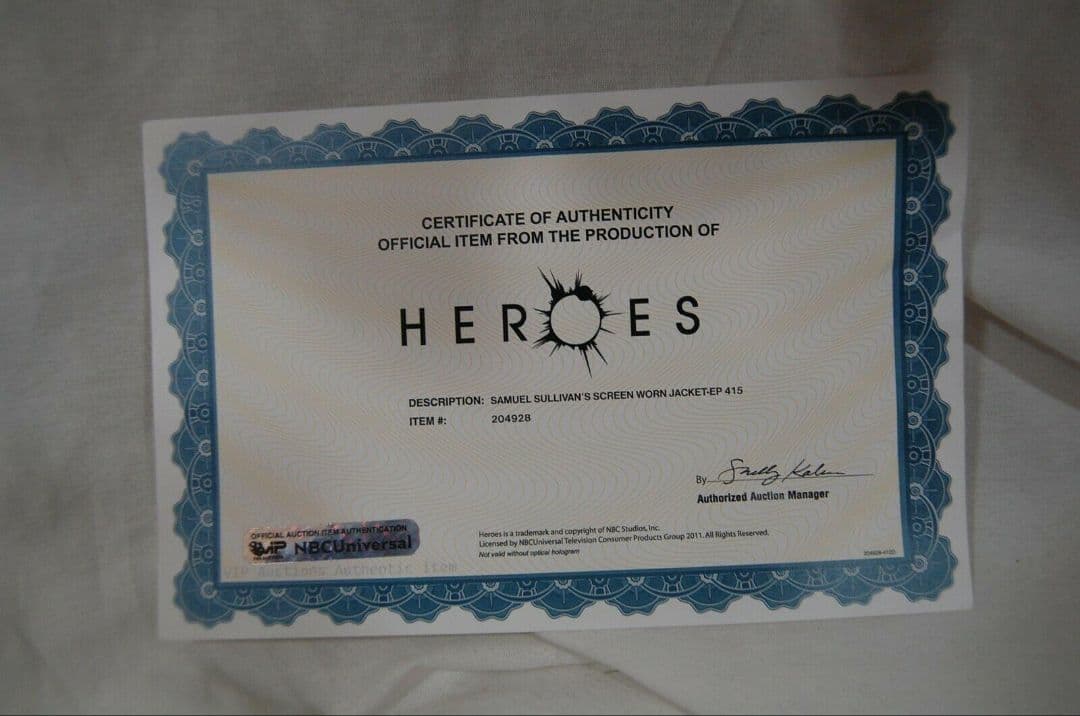 CERTIFICATE OF AUTHENTICITY
OFFICIAL ITEM FROM THE PRODUCTION OF
HEROES
DESCRIPTION: SAMUEL SULLIVAN'S SCREEN WORN JACKET-EP 415
ITEM #: 204928
By
Authorized Auction Manager
OFFICIAL AUCTION ITEM AUTHENTICATION
VIP NBCUniversal
VIP Auctions Authentic item
Heroes is a trademark and copyright of NBC Studios, Inc.
Licensed by NBCUniversal Television Consumer Products Group 2011. All Rights Reserved.
Not valid without optical hologram